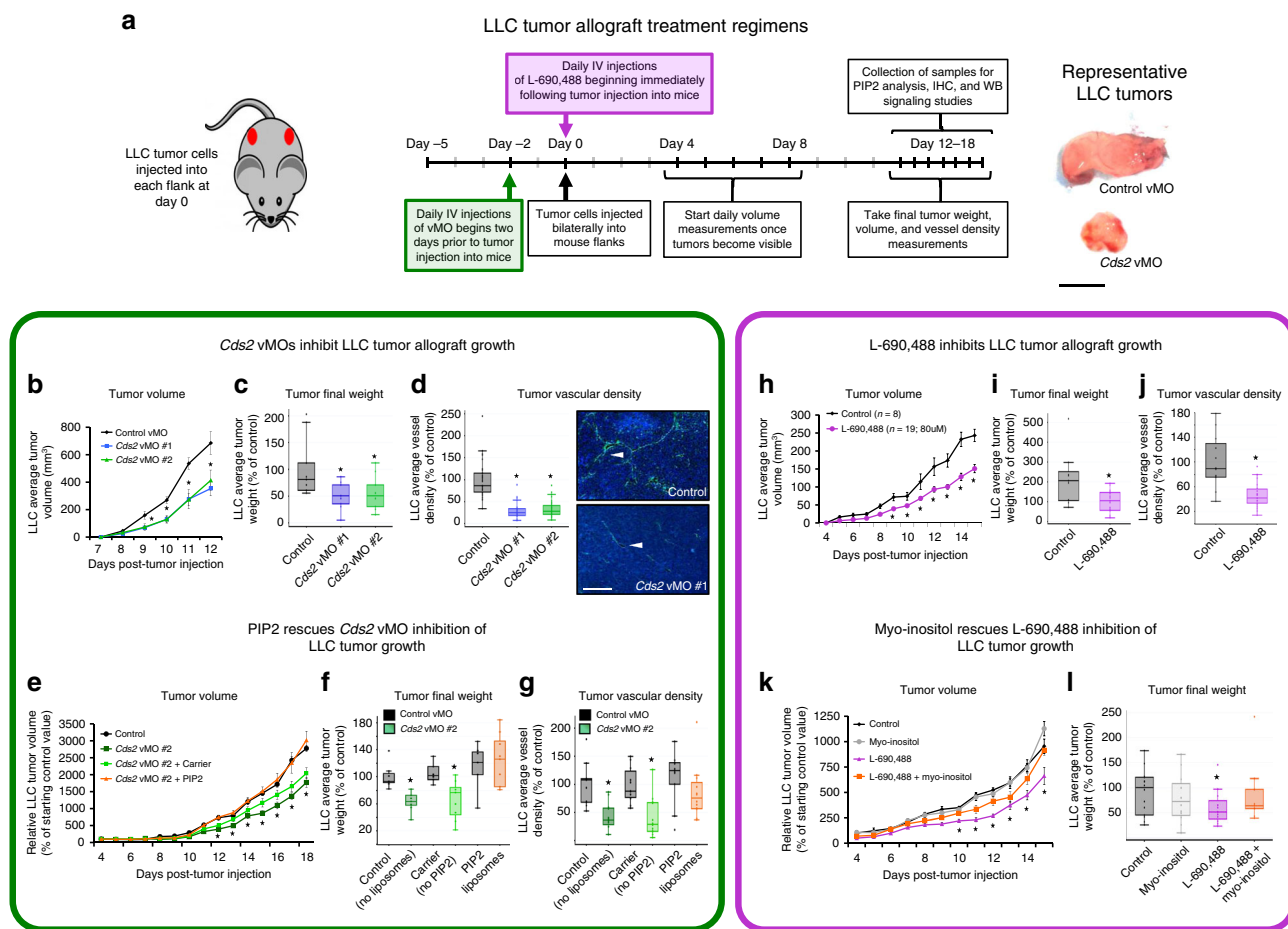 a
LLC tumor allograft treatment regimens
Daily IV injections
of L-690,488 beginning immediately
following tumor injection into mice
Collection of samples for
PIP2 analysis, IHC, and WB
signaling studies
Representative
LLC tumors
LLC tumor cells
injected into
each flank at
day 0
Day –5
Day –2
Day 0
Day 4
Day 8
Day 12–18
Daily IV injections
of vMO begins two
days prior to tumor
injection into mice
Tumor cells injected
bilaterally into
mouse flanks
Start daily volume
measurements once
tumors become visible
Take final tumor weight,
volume, and vessel density
measurements
Control vMO
Cds2 vMO
Cds2 vMOs inhibit LLC tumor allograft growth
b
Tumor volume
LLC average tumor
volume (mm³)
800
600
400
200
0
Control vMO
Cds2 vMO #1
Cds2 vMO #2
* * * *
7 8 9 10 11 12
Days post-tumor injection
c
Tumor final weight
LLC average tumor
weight (% of control)
200
150
100
50
0
* *
Control
Cds2 vMO #1
Cds2 vMO #2
d
Tumor vascular density
LLC average vessel
density (% of control)
250
200
150
100
50
0
* *
Control
Cds2 vMO #1
Cds2 vMO #2
Control
Cds2 vMO #1
PIP2 rescues Cds2 vMO inhibition of
LLC tumor growth
e
Tumor volume
Relative LLC tumor volume
(% of starting control value)
3500
3000
2500
2000
1500
1000
500
0
Control
Cds2 vMO #2
Cds2 vMO #2 + Carrier
Cds2 vMO #2 + PIP2
* * * * * * *
4 6 8 10 12 14 16 18
Days post-tumor injection
f
Tumor final weight
Control vMO
Cds2 vMO #2
LLC average tumor
weight (% of control)
180
140
100
60
20
* *
Control
(no liposomes)
Carrier
(no PIP2)
PIP2
liposomes
g
Tumor vascular density
Control vMO
Cds2 vMO #2
LLC average vessel
density (% of control)
200
150
100
50
* *
Control
(no liposomes)
Carrier
(no PIP2)
PIP2
liposomes
L-690,488 inhibits LLC tumor allograft growth
h
Tumor volume
LLC average tumor
volume (mm³)
300
250
200
150
100
50
0
Control (n = 8)
L-690,488 (n = 19; 80uM)
* * * * * * *
4 6 8 10 12 14
Days post-tumor injection
i
Tumor final weight
LLC average tumor
weight (% of control)
500
400
300
200
100
0
*
Control
L-690,488
j
Tumor vascular density
LLC average vessel
density (% of control)
180
140
100
60
20
*
Control
L-690,488
Myo-inositol rescues L-690,488 inhibition of
LLC tumor growth
k
Tumor volume
Relative LLC tumor volume
(% of starting control value)
1250
1000
750
500
250
0
Control
Myo-inositol
L-690,488
L-690,488 + myo-inositol
* * * * * *
4 6 8 10 12 14
Days post-tumor injection
l
Tumor final weight
LLC average tumor
weight (% of control)
250
200
150
100
50
*
Control
Myo-inositol
L-690,488
L-690,488 +
myo-inositol